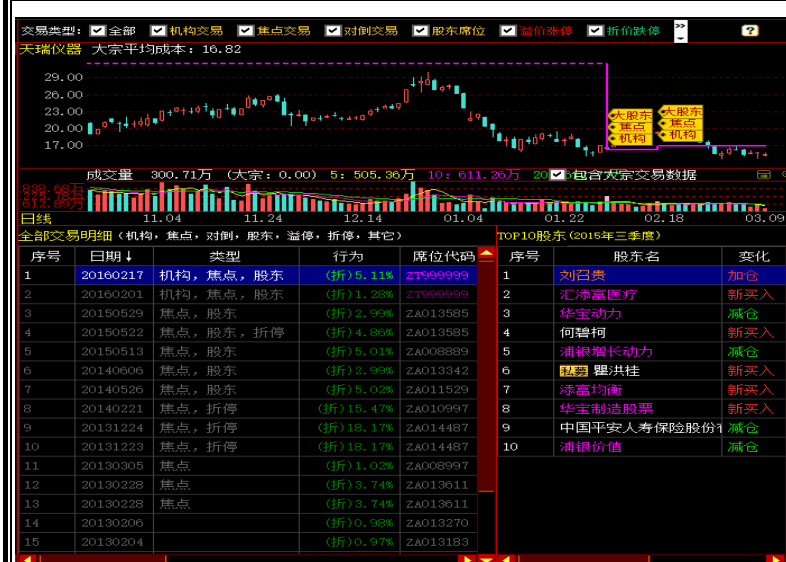 交易类型: 全部 机构交易 焦点交易 对倒交易 股东席位 溢价涨停 折价跌停 ?
天瑞仪器 大宗平均成本: 16.82
29.00
26.00
23.00
20.00
17.00
大股东 焦点 机构
大股东 焦点 机构
成交量 300.71万 (大宗: 0.00) 5: 505.36万 10: 611.26万 20 包含大宗交易数据
日线 11.04 11.24 12.14 01.04 01.22 02.18 03.09
全部交易明细(机构, 焦点, 对倒, 股东, 溢停, 折停, 其它)
序号 日期↓ 类型 行为 席位代码
1 20160217 机构, 焦点, 股东 (折)5.11% ZT999999
2 20160201 机构, 焦点, 股东 (折)1.28% ZT999999
3 20150529 焦点, 股东 (折)2.99% ZA013585
4 20150522 焦点, 股东, 折停 (折)4.86% ZA013585
5 20150513 焦点, 股东 (折)5.01% ZA008889
6 20140606 焦点, 股东 (折)2.99% ZA013342
7 20140526 焦点, 股东 (折)5.02% ZA011529
8 20140221 焦点, 折停 (折)15.47% ZA010997
9 20131224 焦点, 折停 (折)18.17% ZA014487
10 20131223 焦点, 折停 (折)18.17% ZA014487
11 20130305 焦点 (折)1.02% ZA008997
12 20130228 焦点 (折)3.74% ZA013611
13 20130228 焦点 (折)3.74% ZA013611
14 20130206 (折)0.98% ZA013270
15 20130204 (折)0.97% ZA013183
TOP10股东(2015年三季度)
序号 股东名 变化
1 刘召贵 加仓
2 汇添富医疗 新买入
3 华宝动力 减仓
4 何碧柯 新买入
5 浦银增长动力 减仓
6 私募 瞿洪桂 新买入
7 添富均衡 新买入
8 华宝制造股票 新买入
9 中国平安人寿保险股份 减仓
10 浦银价值 减仓